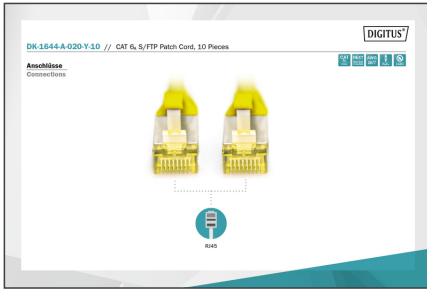 DIGITUS®
DK-1644-A-020-Y-10 // CAT 6A S/FTP Patch Cord, 10 Pieces
Anschlüsse
Connections
RJ45